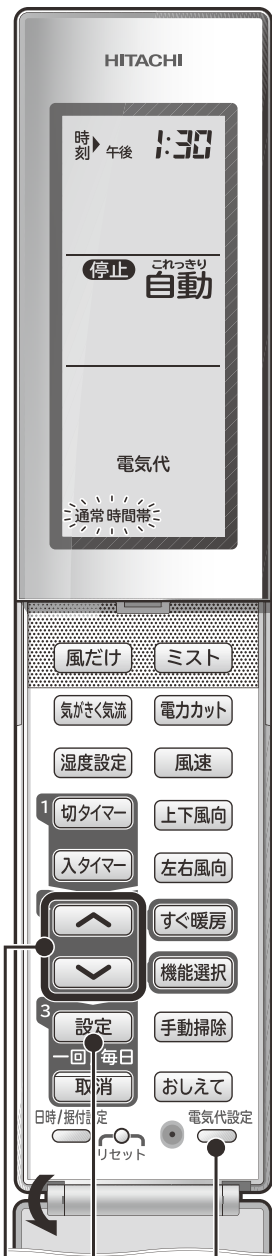 HITACHI
時刻 午後 1:30
停止 これっきり自動
電気代
通常時間帯
風だけ ミスト
気がきく気流 電力カット
湿度設定 風速
1 切タイマー 上下風向
入タイマー 左右風向
すぐ暖房
機能選択
3 設定 手動掃除
一回 毎日
取消 おしえて
日時/据付設定 リセット 電気代設定